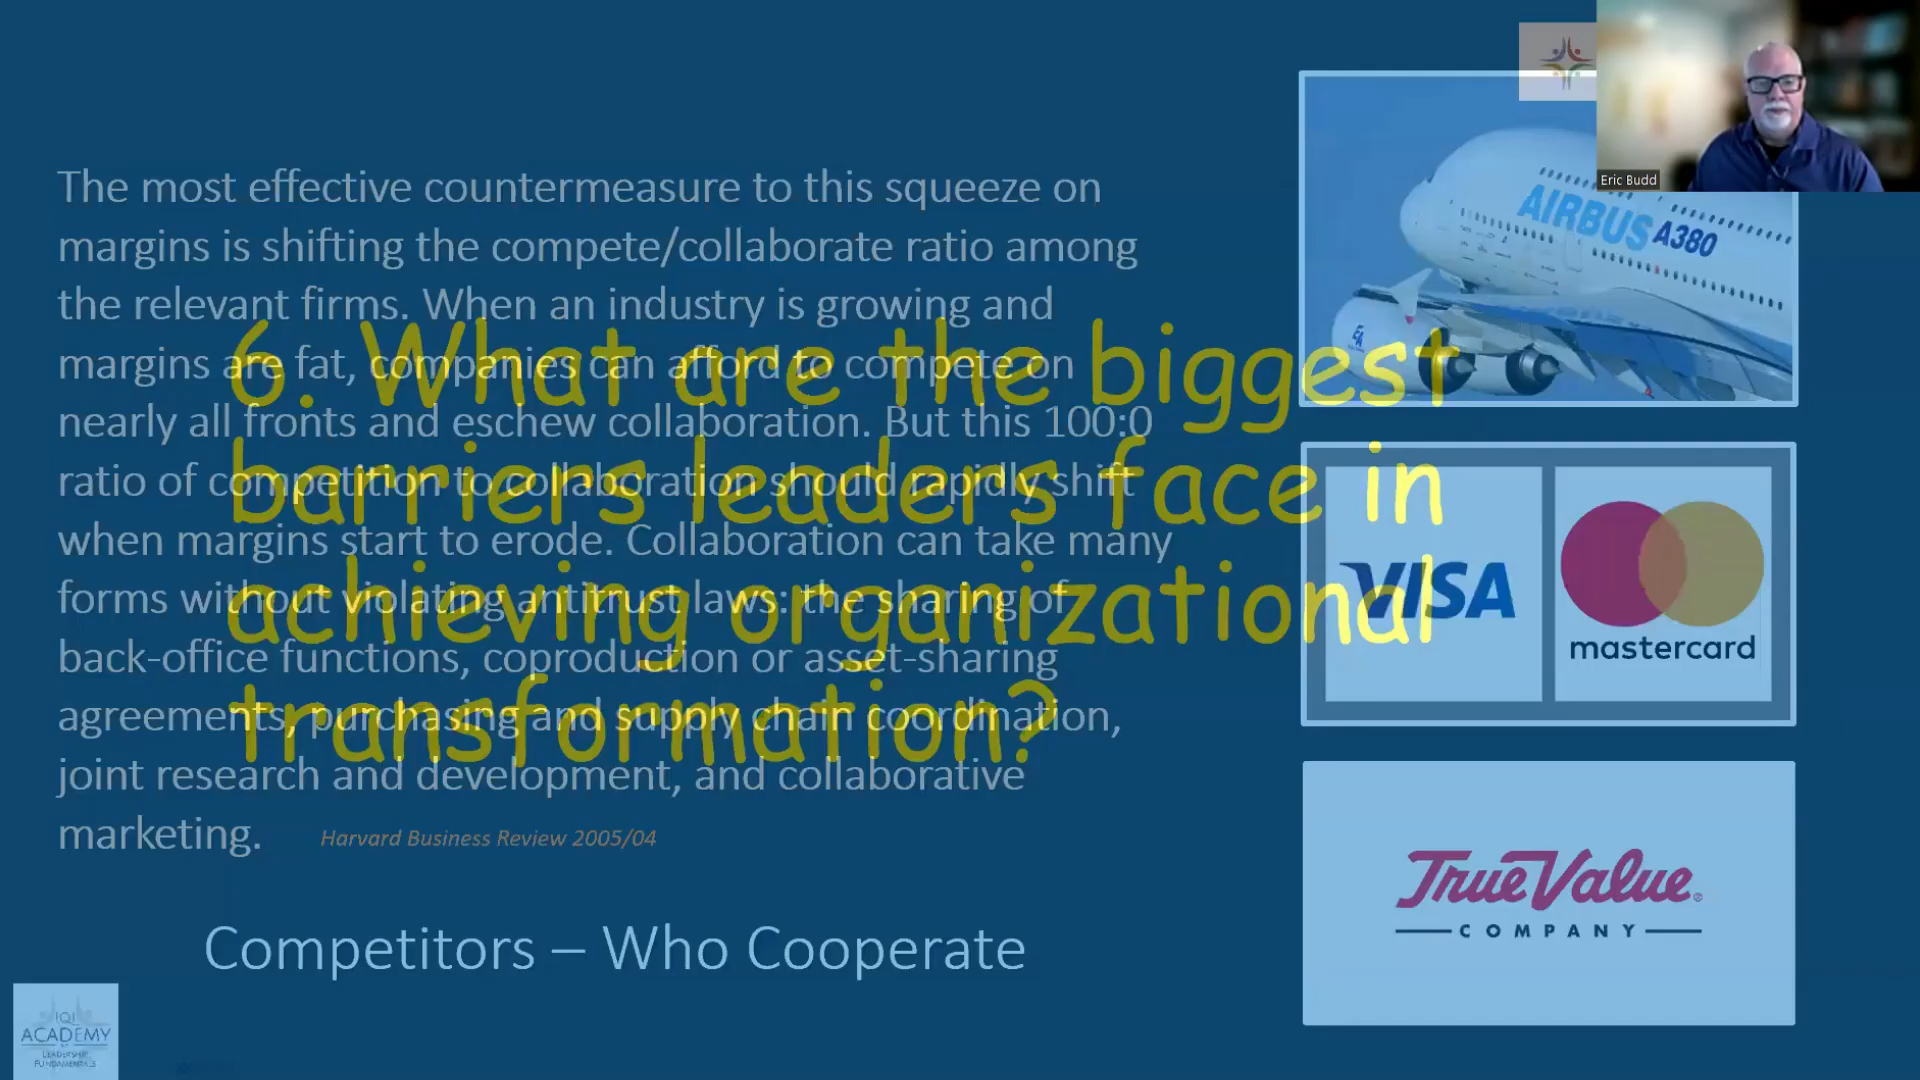 The most effective countermeasure to this squeeze on
margins is shifting the compete/collaborate ratio among
the relevant firms. When an industry is growing and
margins are fat, companies can afford to compete on
nearly all fronts and eschew collaboration. But this 100:0
ratio of competition to collaboration should rapidly shift
when margins start to erode. Collaboration can take many
forms without violating antitrust laws: the sharing of
back-office functions, coproduction or asset-sharing
agreements, purchasing and supply chain coordination,
joint research and development, and collaborative
marketing.
Harvard Business Review 2005/04
6. What are the biggest
barriers leaders face in
achieving organizational
transformation?
Competitors – Who Cooperate
Eric Budd
AIRBUS A380
EA
VISA
mastercard
True Value®
COMPANY
IQI
ACADEMY
LEADERSHIP
FUNDAMENTALS